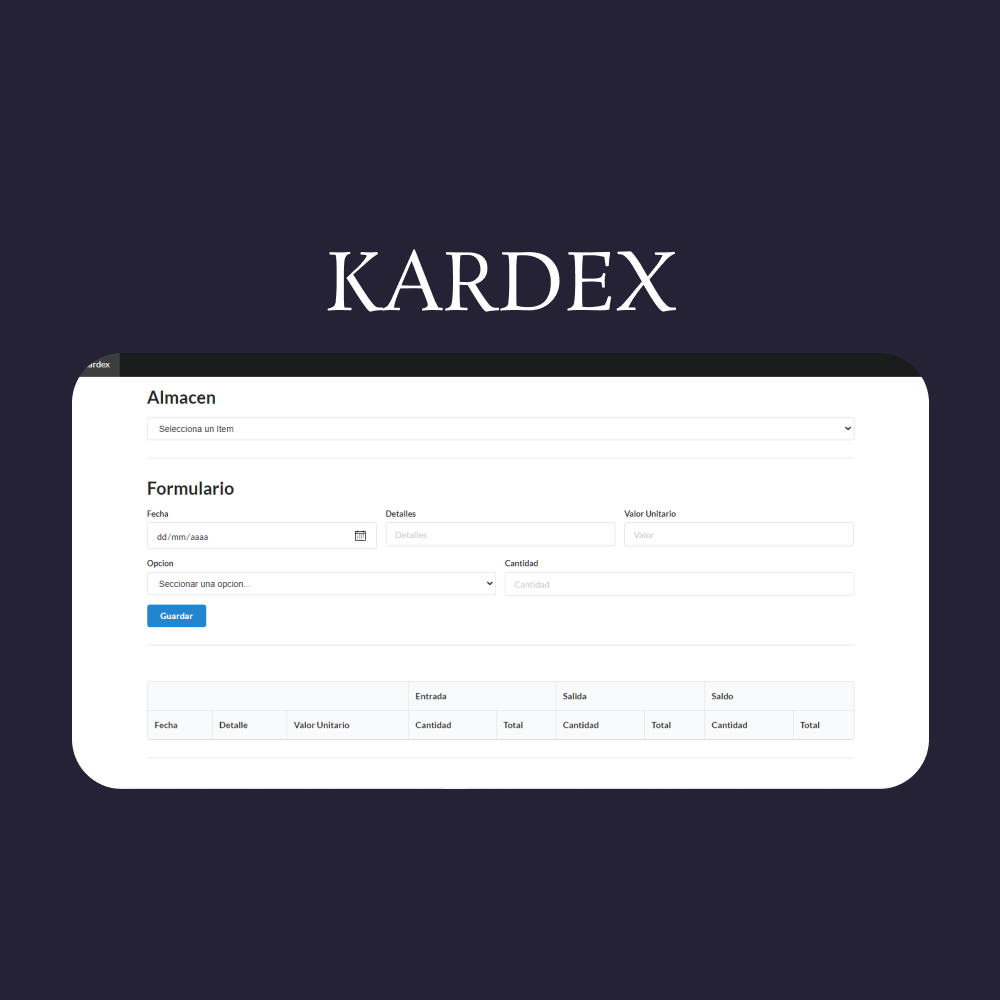 KARDEX
ardex
Almacen
Selecciona un Item
Formulario
Fecha Detalles Valor Unitario
dd/mm/aaaa Detalles Valor
Opcion Cantidad
Seccionar una opcion... Cantidad
Guardar
Entrada Salida Saldo
Fecha Detalle Valor Unitario Cantidad Total Cantidad Total Cantidad Total